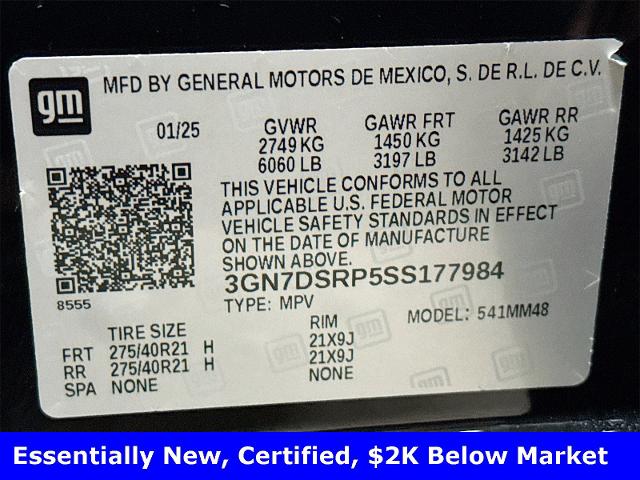 gm MFD BY GENERAL MOTORS DE MEXICO, S. DE R.L. DE C.V.
01/25 GVWR GAWR FRT GAWR RR
2749 KG 1450 KG 1425 KG
6060 LB 3197 LB 3142 LB
THIS VEHICLE CONFORMS TO ALL
APPLICABLE U.S. FEDERAL MOTOR
VEHICLE SAFETY STANDARDS IN EFFECT
ON THE DATE OF MANUFACTURE
SHOWN ABOVE.
3GN7DSRP5SS177984
8555 TYPE: MPV MODEL: 541MM48
TIRE SIZE RIM
FRT 275/40R21 H 21X9J
RR 275/40R21 H 21X9J
SPA NONE NONE
Essentially New, Certified, $2K Below Market